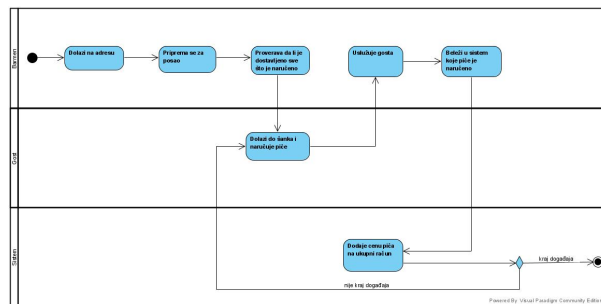 Barmen
Dolazi na adresu
Priprema se za
posao
Proverava da li je
dostavljeno sve
što je naručeno
Uslužuje gosta
Beleži u sistem
koje piće je
naručeno
Gost
Dolazi do šanka i
naručuje piće
Sistem
Dodaje cenu pića
na ukupni račun
kraj događaja
nije kraj događaja
Powered By Visual Paradigm Community Edition